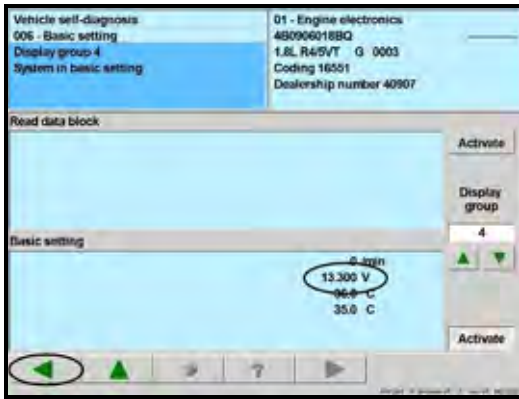 Vehicle self-diagnosis
006 - Basic setting
Display group 4
System in basic setting
01 - Engine electronics
4B0906018BQ
1.8L R4/5VT G 0003
Coding 16551
Dealership number 40907
Read data block
Activate
Display
group
4
Basic setting
0 /min
13.300 V
36.0 C
35.0 C
Activate
?